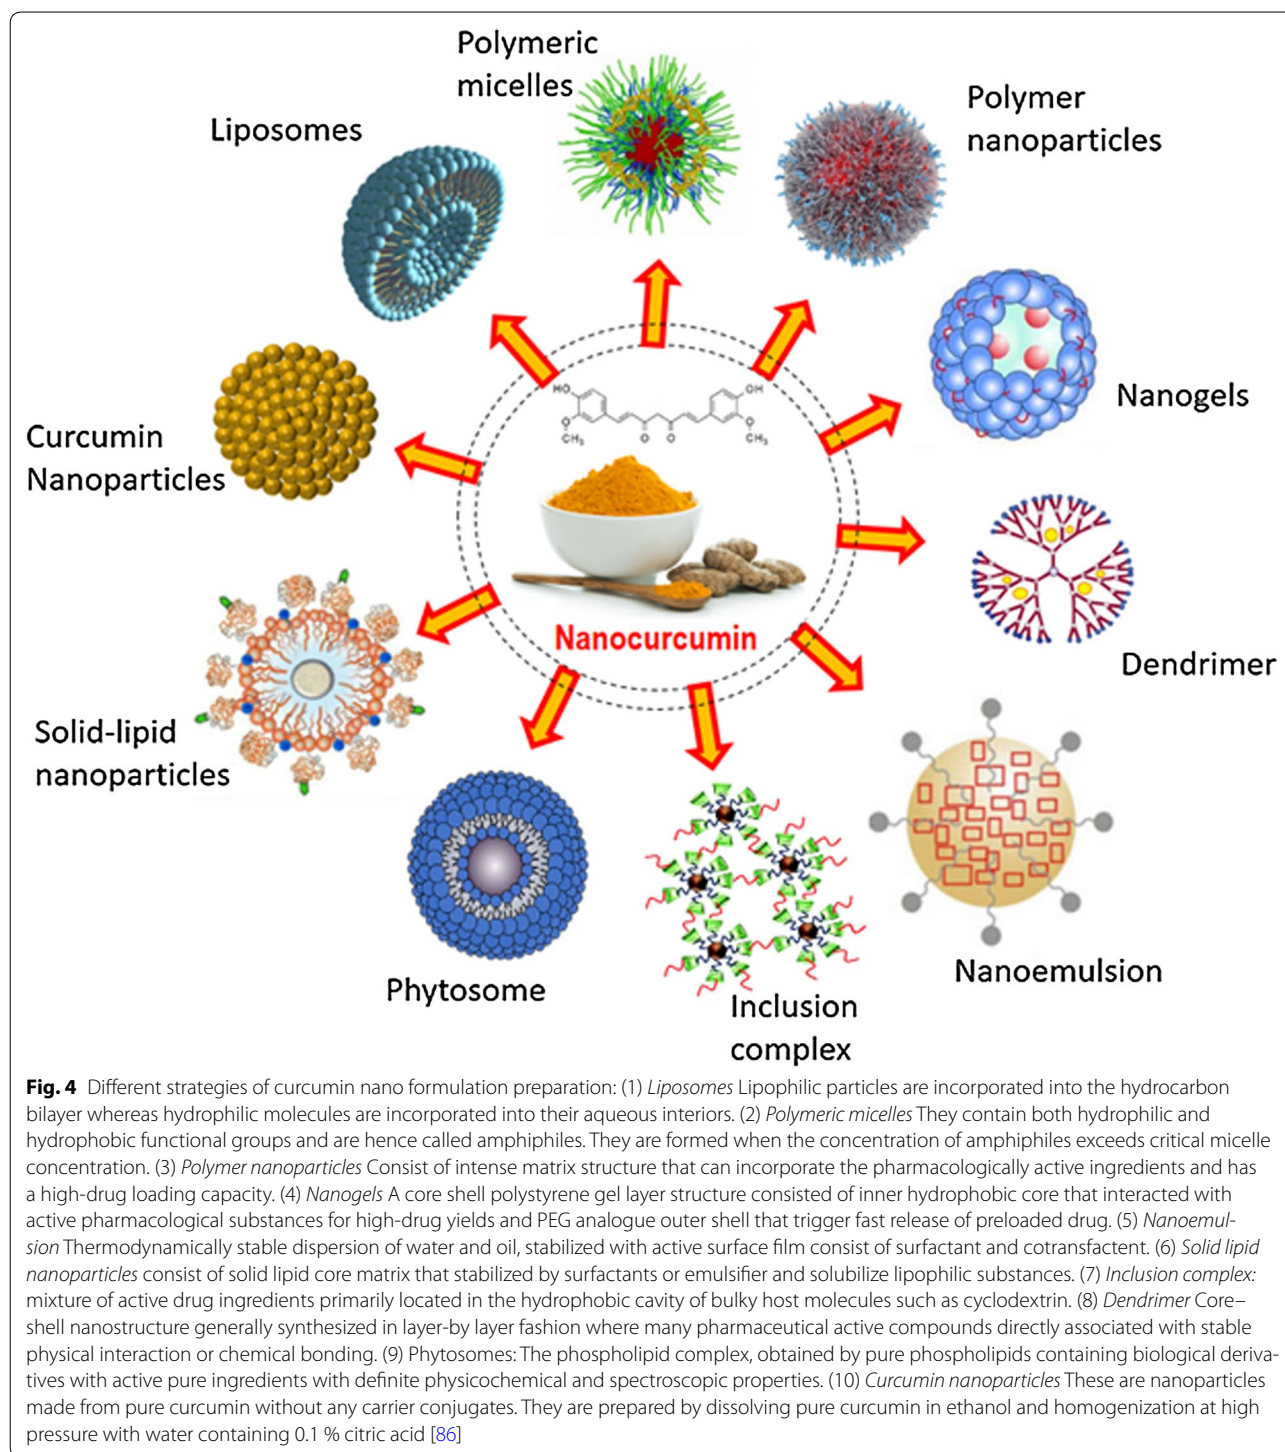 Polymeric
micelles
Polymer
nanoparticles
Liposomes
Nanogels
HO
OH
O
CH₃
O
O
O
CH₃
Curcumin
Nanoparticles
Nanocurcumin
Dendrimer
Solid-lipid
nanoparticles
Nanoemulsion
Phytosome
Inclusion
complex
Fig. 4 Different strategies of curcumin nano formulation preparation: (1) Liposomes Lipophilic particles are incorporated into the hydrocarbon
bilayer whereas hydrophilic molecules are incorporated into their aqueous interiors. (2) Polymeric micelles They contain both hydrophilic and
hydrophobic functional groups and are hence called amphiphiles. They are formed when the concentration of amphiphiles exceeds critical micelle
concentration. (3) Polymer nanoparticles Consist of intense matrix structure that can incorporate the pharmacologically active ingredients and has
a high-drug loading capacity. (4) Nanogels A core shell polystyrene gel layer structure consisted of inner hydrophobic core that interacted with
active pharmacological substances for high-drug yields and PEG analogue outer shell that trigger fast release of preloaded drug. (5) Nanoemul-
sion Thermodynamically stable dispersion of water and oil, stabilized with active surface film consist of surfactant and cotransfactent. (6) Solid lipid
nanoparticles consist of solid lipid core matrix that stabilized by surfactants or emulsifier and solubilize lipophilic substances. (7) Inclusion complex:
mixture of active drug ingredients primarily located in the hydrophobic cavity of bulky host molecules such as cyclodextrin. (8) Dendrimer Core–
shell nanostructure generally synthesized in layer-by layer fashion where many pharmaceutical active compounds directly associated with stable
physical interaction or chemical bonding. (9) Phytosomes: The phospholipid complex, obtained by pure phospholipids containing biological deriva-
tives with active pure ingredients with definite physicochemical and spectroscopic properties. (10) Curcumin nanoparticles These are nanoparticles
made from pure curcumin without any carrier conjugates. They are prepared by dissolving pure curcumin in ethanol and homogenization at high
pressure with water containing 0.1 % citric acid [86]